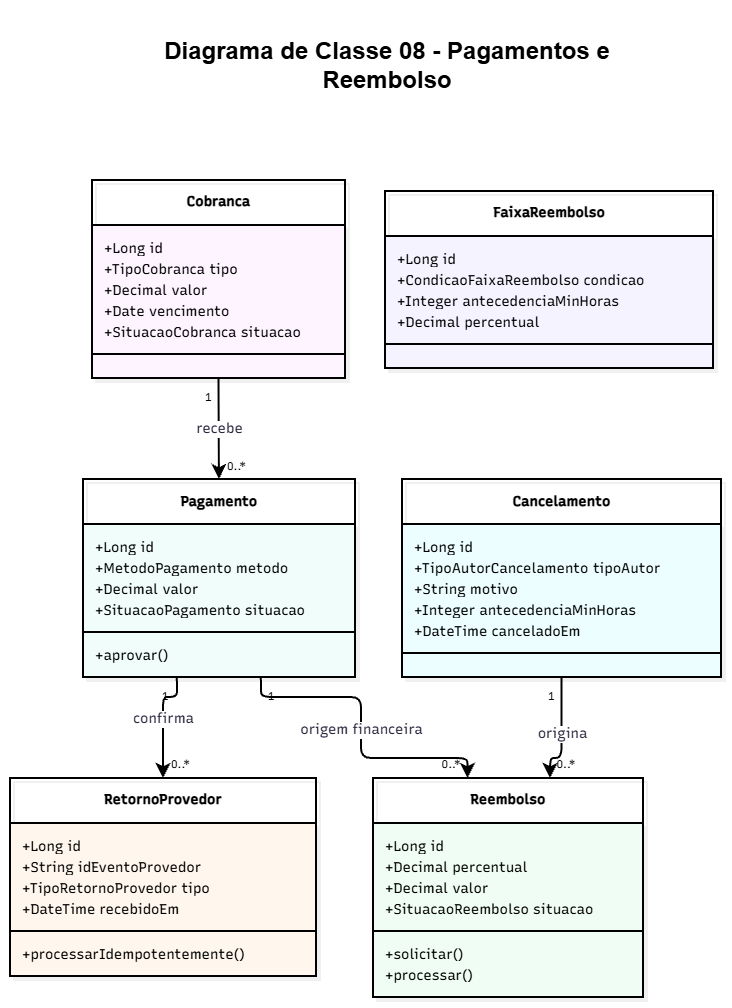 Diagrama de Classe 08 - Pagamentos e
Reembolso
Cobranca
+Long id
+TipoCobranca tipo
+Decimal valor
+Date vencimento
+SituacaoCobranca situacao
FaixaReembolso
+Long id
+CondicaoFaixaReembolso condicao
+Integer antecedenciaMinHoras
+Decimal percentual
1
recebe
0..*
Pagamento
+Long id
+MetodoPagamento metodo
+Decimal valor
+SituacaoPagamento situacao
+aprovar()
Cancelamento
+Long id
+TipoAutorCancelamento tipoAutor
+String motivo
+Integer antecedenciaMinHoras
+DateTime canceladoEm
1
confirma
0..*
1
origem financeira
0..*
1
origina
0..*
RetornoProvedor
+Long id
+String idEventoProvedor
+TipoRetornoProvedor tipo
+DateTime recebidoEm
+processarIdempotentemente()
Reembolso
+Long id
+Decimal percentual
+Decimal valor
+SituacaoReembolso situacao
+solicitar()
+processar()